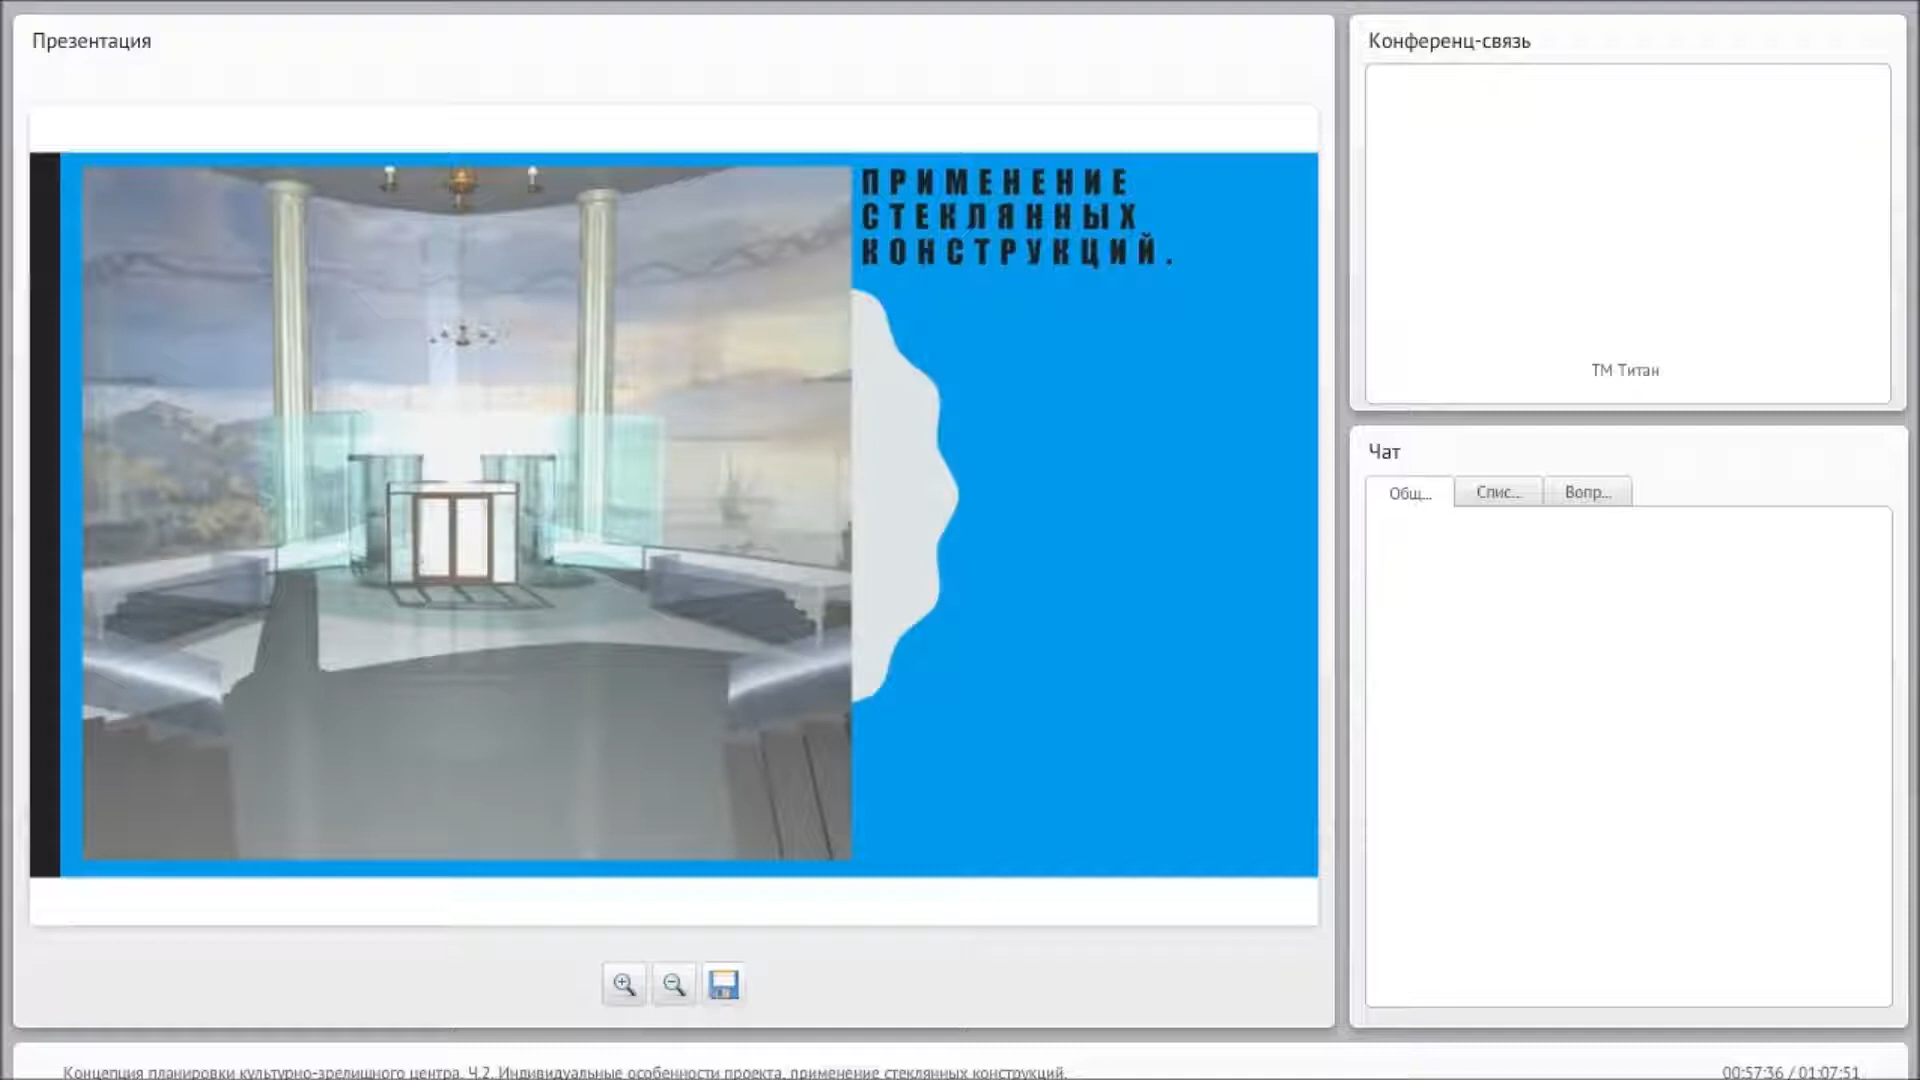 Презентация
ПРИМЕНЕНИЕ
СТЕКЛЯННЫХ
КОНСТРУКЦИЙ.
Конференц-связь
ТМ Титан
Чат
Общ...
Спис...
Вопр...
Концепция планировки культурно-зрелищного центра. Ч.2. Индивидуальные особенности проекта, применение стеклянных конструкций.
00:57:36 / 01:07:51